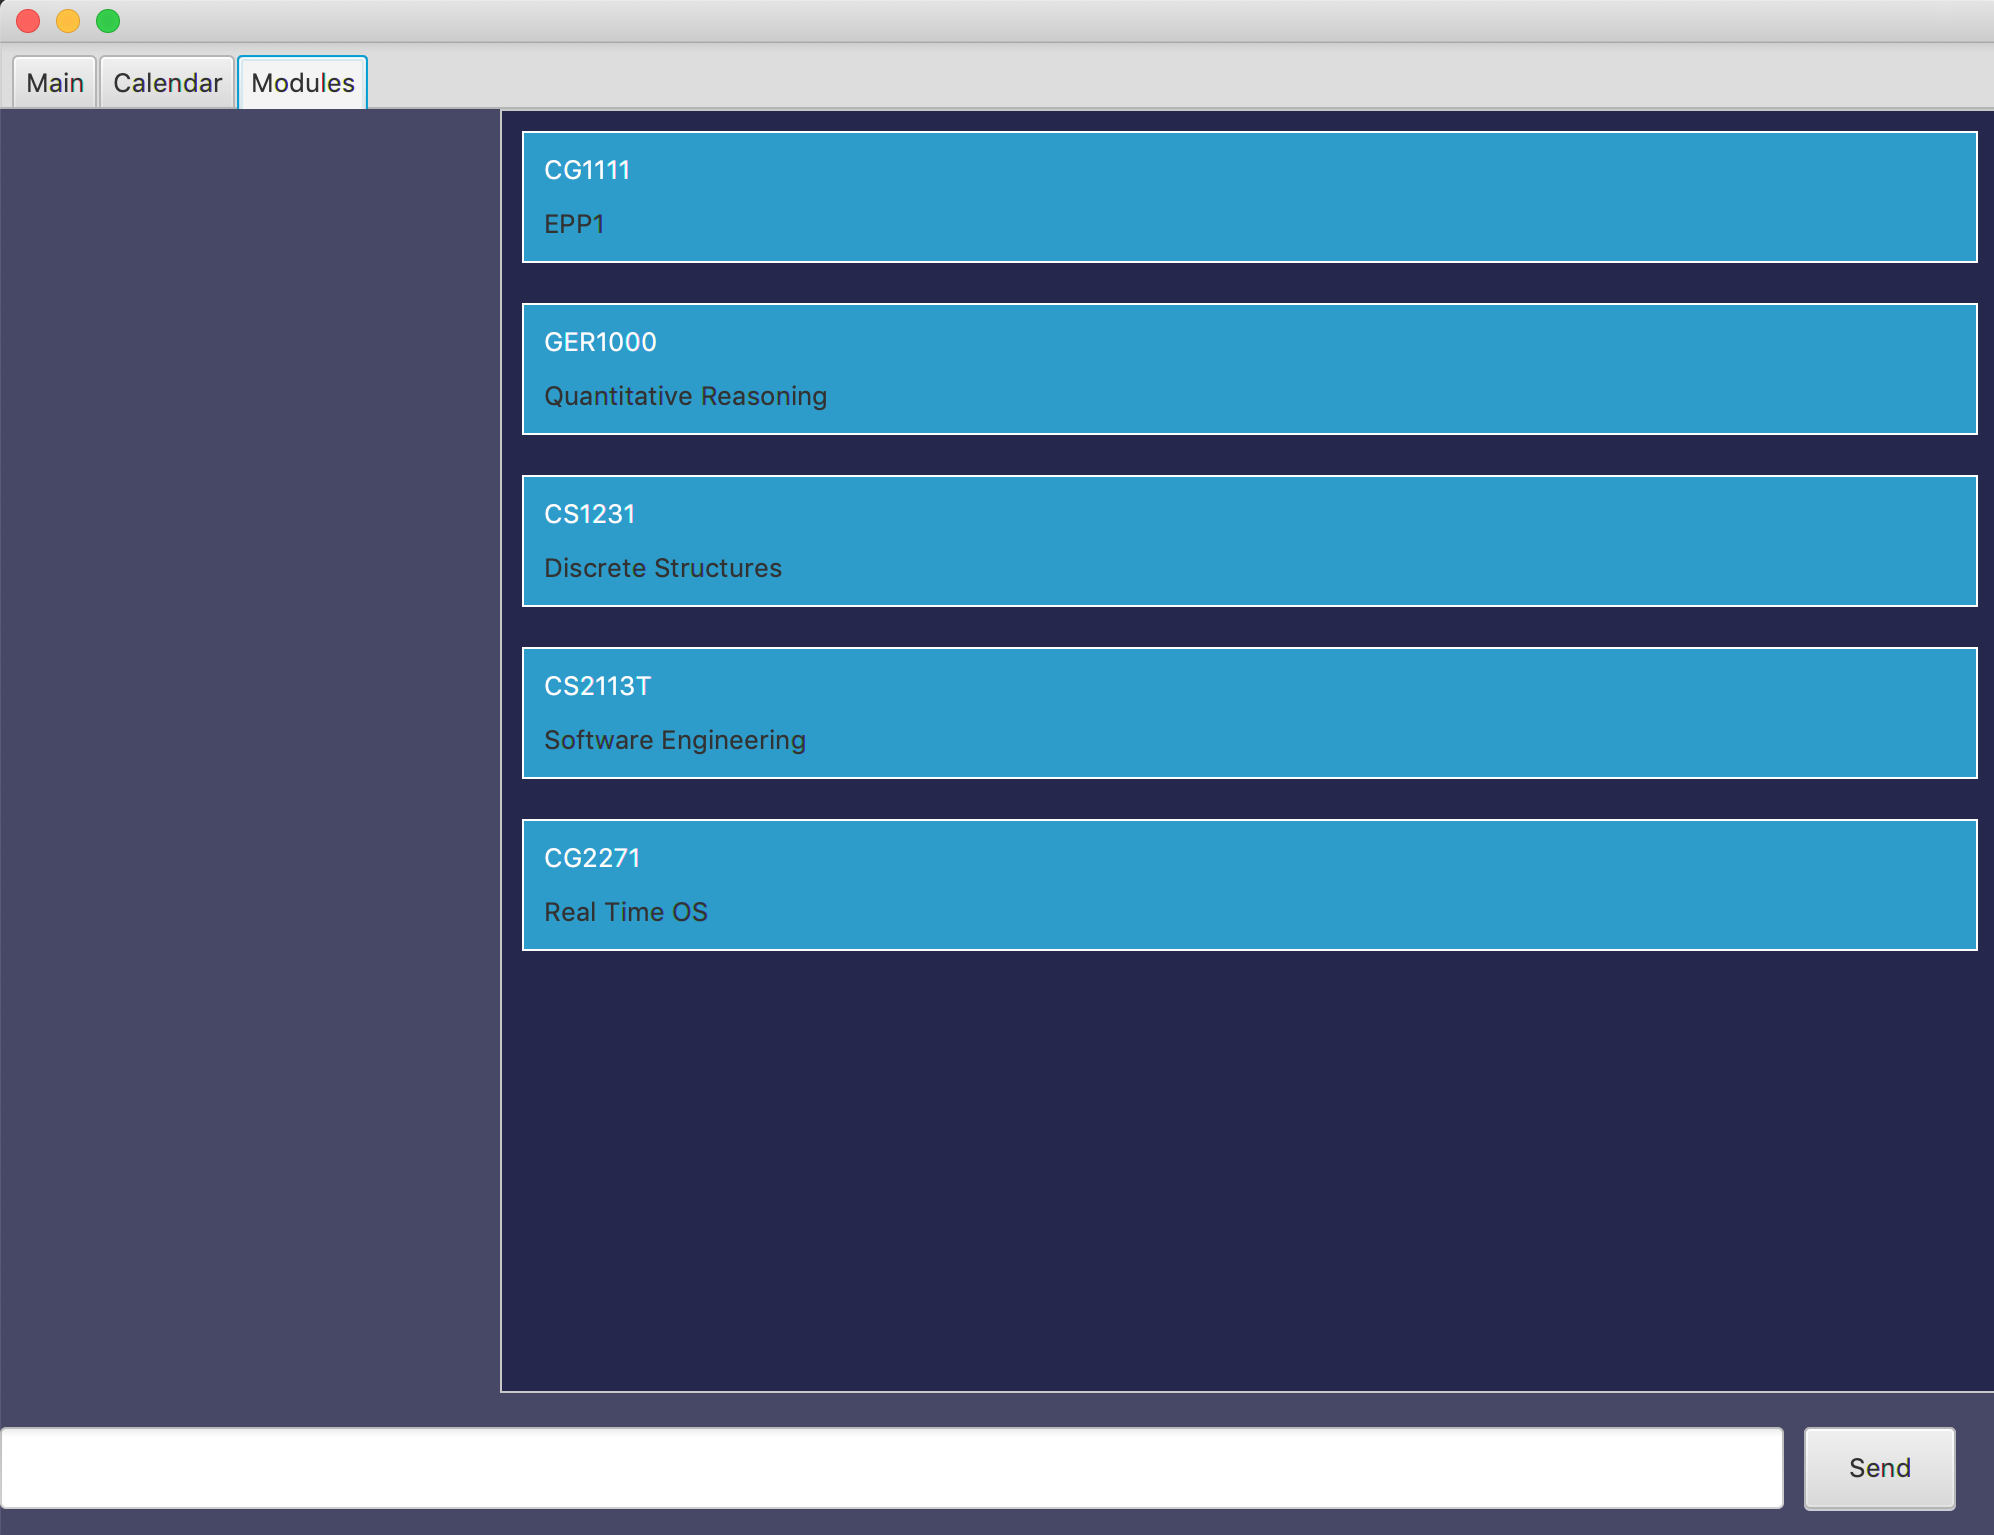 Main Calendar Modules
CG1111
EPP1
GER1000
Quantitative Reasoning
CS1231
Discrete Structures
CS2113T
Software Engineering
CG2271
Real Time OS
Send